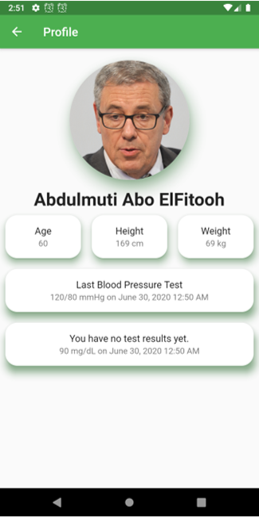 2:51
Profile
Abdulmuti Abo ElFitooh
Age
60
Height
169 cm
Weight
69 kg
Last Blood Pressure Test
120/80 mmHg on June 30, 2020 12:50 AM
You have no test results yet.
90 mg/dL on June 30, 2020 12:50 AM